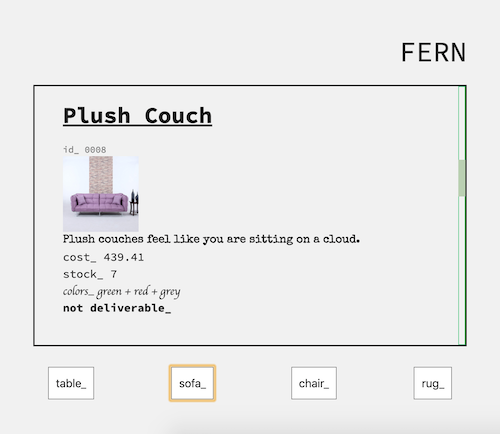 FERN
Plush Couch
id_ 0008
Plush couches feel like you are sitting on a cloud.
cost_ 439.41
stock_ 7
colors_ green + red + grey
not deliverable_
table_
sofa_
chair_
rug_